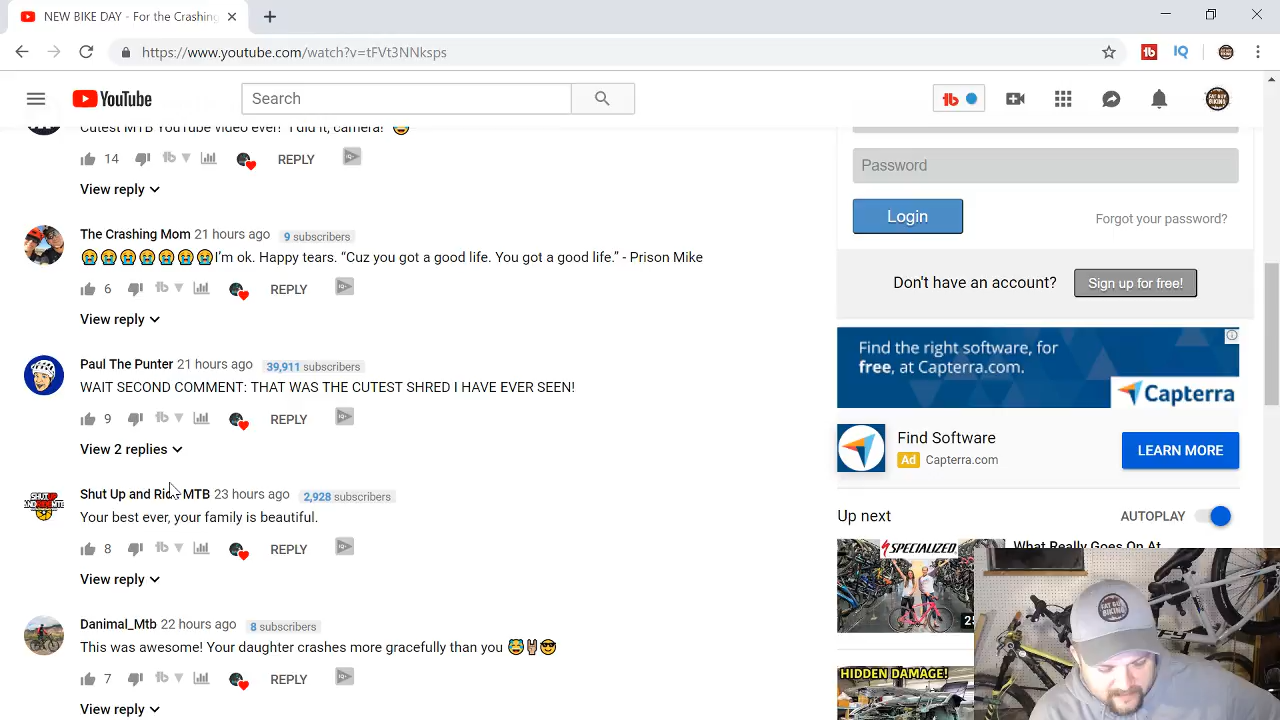 NEW BIKE DAY - For the Crashing
https://www.youtube.com/watch?v=tFVt3NNksps
IQ
YouTube
Search
Cutest MTB YouTube video ever! "I did it, camera!"
14
REPLY
View reply
The Crashing Mom 21 hours ago 9 subscribers
😭😭😭😭😭😭😭I'm ok. Happy tears. “Cuz you got a good life. You got a good life.” - Prison Mike
6
REPLY
View reply
Paul The Punter 21 hours ago 39,911 subscribers
WAIT SECOND COMMENT: THAT WAS THE CUTEST SHRED I HAVE EVER SEEN!
9
REPLY
View 2 replies
Shut Up and Ride MTB 23 hours ago 2,928 subscribers
Your best ever, your family is beautiful.
8
REPLY
View reply
Danimal_Mtb 22 hours ago 8 subscribers
This was awesome! Your daughter crashes more gracefully than you
7
REPLY
View reply
Password
Login
Forgot your password?
Don't have an account?
Sign up for free!
Find the right software, for
free, at Capterra.com.
Capterra
Find Software
Ad Capterra.com
LEARN MORE
Up next
AUTOPLAY
SPECIALIZED
What Really Goes On At
HIDDEN DAMAGE!
FAT GUY
BIKING